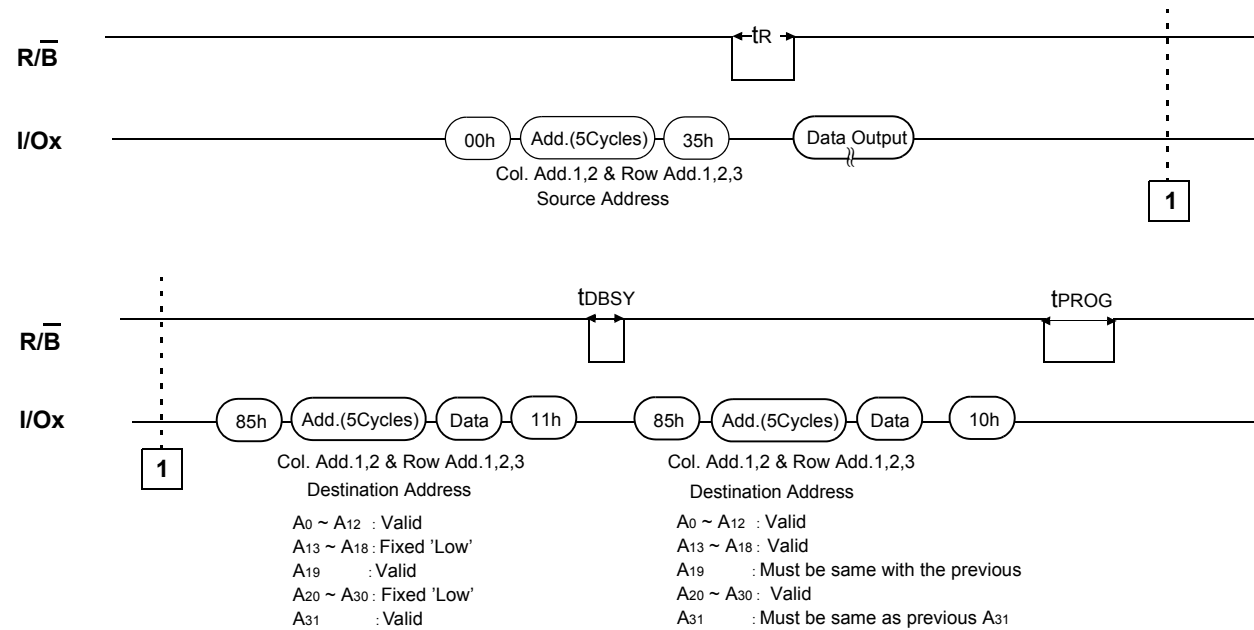 R/B
tR
I/Ox
00h Add.(5Cycles) 35h Data Output
Col. Add.1,2 & Row Add.1,2,3
Source Address
1
R/B
tDBSY
tPROG
I/Ox
85h Add.(5Cycles) Data 11h 85h Add.(5Cycles) Data 10h
1
Col. Add.1,2 & Row Add.1,2,3
Destination Address
A0 ~ A12 : Valid
A13 ~ A18 : Fixed ’Low’
A19 : Valid
A20 ~ A30 : Fixed ’Low’
A31 : Valid
Col. Add.1,2 & Row Add.1,2,3
Destination Address
A0 ~ A12 : Valid
A13 ~ A18 : Valid
A19 : Must be same with the previous
A20 ~ A30 : Valid
A31 : Must be same as previous A31